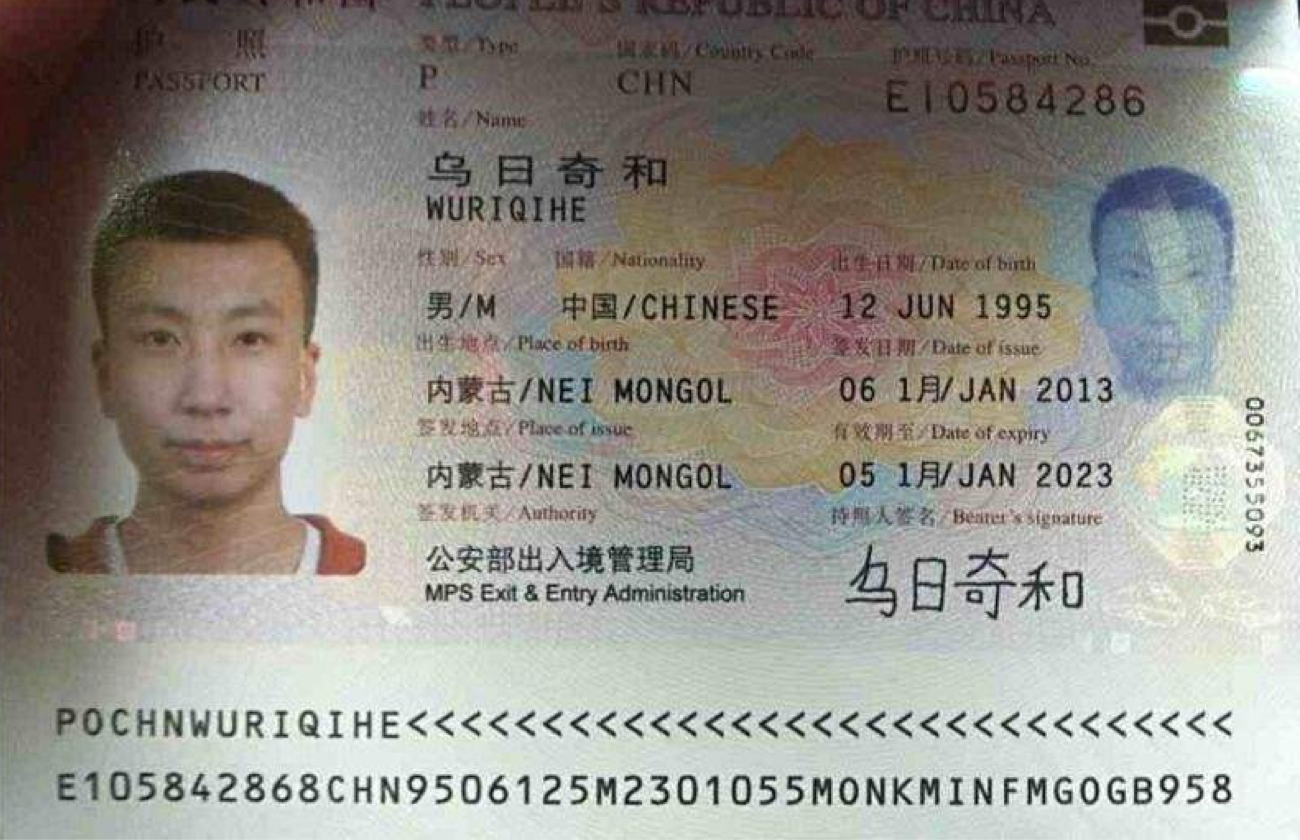 PEOPLE'S REPUBLIC OF CHINA
护 照
PASSPORT
类型/Type
国家码/Country Code
护照号码/Passport No.
P
CHN
E10584286
姓名/Name
乌日奇和
WURIQIHE
性别/Sex
国籍/Nationality
出生日期/Date of birth
男/M
中国/CHINESE
12 JUN 1995
出生地点/Place of birth
签发日期/Date of issue
内蒙古/NEI MONGOL
06 1月/JAN 2013
签发地点/Place of issue
有效期至/Date of expiry
内蒙古/NEI MONGOL
05 1月/JAN 2023
签发机关/Authority
持照人签名/Bearer's signature
公安部出入境管理局
MPS Exit & Entry Administration
乌日奇和
0067355093
POCHNWURIQIHE<<<<<<<<<<<<<<<<<<<<<<<<<<<<<<<
E105842868CHN9506125M2301055MONKMINFMGOGB958